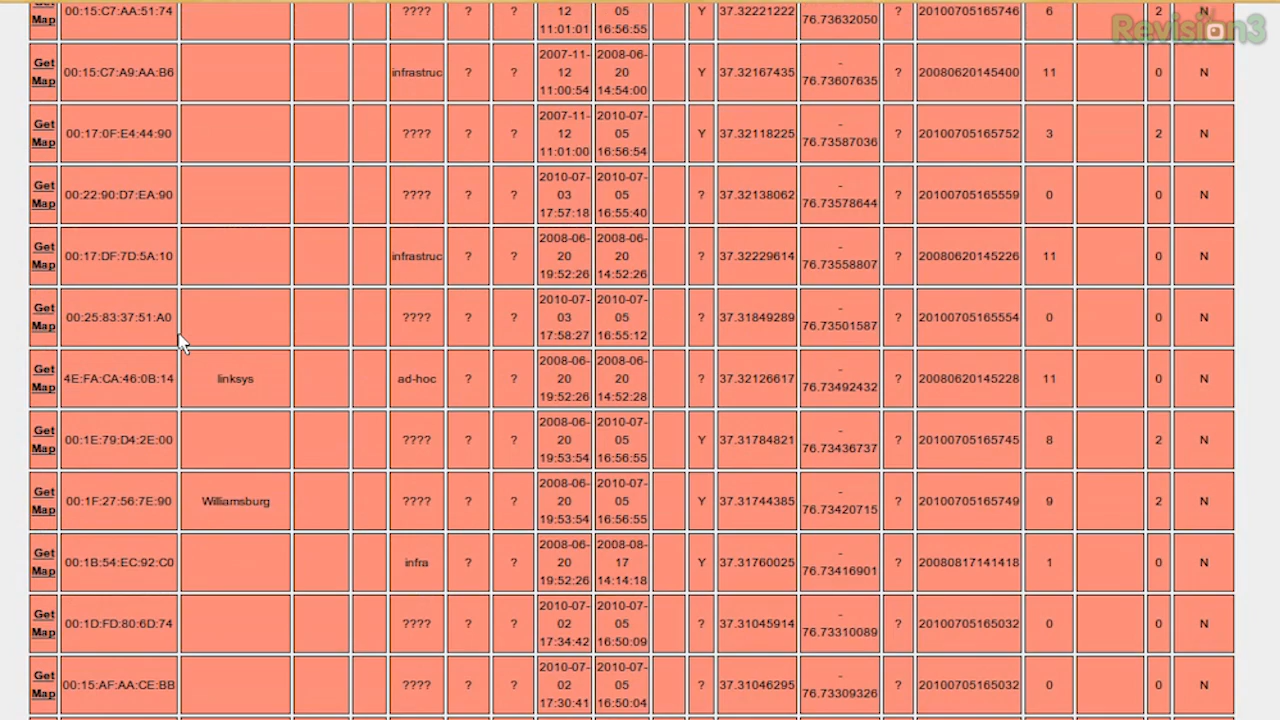 Get
Map 00:15:C7:AA:51:74 ???? ? ? 12 11:01:01 05 16:56:55 Y 37.32221222 76.73632050 ? 20100705165746 6 2 N
Revision3
Get Map 00:15:C7:A9:AA:B6 infrastruc ? ? 2007-11-12 11:00:54 2008-06-20 14:54:00 Y 37.32167435 -76.73607635 ? 20080620145400 11 0 N
Get Map 00:17:0F:E4:44:90 ???? ? ? 2007-11-12 11:01:00 2010-07-05 16:56:54 Y 37.32118225 -76.73587036 ? 20100705165752 3 2 N
Get Map 00:22:90:D7:EA:90 ???? ? ? 2010-07-03 17:57:18 2010-07-05 16:55:40 ? 37.32138062 -76.73578644 ? 20100705165559 0 0 N
Get Map 00:17:DF:7D:5A:10 infrastruc ? ? 2008-06-20 19:52:26 2008-06-20 14:52:26 ? 37.32229614 -76.73558807 ? 20080620145226 11 0 N
Get Map 00:25:83:37:51:A0 ???? ? ? 2010-07-03 17:58:27 2010-07-05 16:55:12 ? 37.31849289 -76.73501587 ? 20100705165554 0 0 N
Get Map 4E:FA:CA:46:0B:14 linksys ad-hoc ? ? 2008-06-20 19:52:26 2008-06-20 14:52:28 ? 37.32126617 -76.73492432 ? 20080620145228 11 0 N
Get Map 00:1E:79:D4:2E:00 ???? ? ? 2008-06-20 19:53:54 2010-07-05 16:56:55 Y 37.31784821 -76.73436737 ? 20100705165745 8 2 N
Get Map 00:1F:27:56:7E:90 Williamsburg ???? ? ? 2008-06-20 19:53:54 2010-07-05 16:56:55 Y 37.31744385 -76.73420715 ? 20100705165749 9 2 N
Get Map 00:1B:54:EC:92:C0 infra ? ? 2008-06-20 19:52:26 2008-08-17 14:14:18 Y 37.31760025 -76.73416901 ? 20080817141418 1 0 N
Get Map 00:1D:FD:80:6D:74 ???? ? ? 2010-07-02 17:34:42 2010-07-05 16:50:09 ? 37.31045914 -76.73310089 ? 20100705165032 0 0 N
Get Map 00:15:AF:AA:CE:BB ???? ? ? 2010-07-02 17:30:41 2010-07-05 16:50:04 ? 37.31046295 -76.73309326 ? 20100705165032 0 0 N